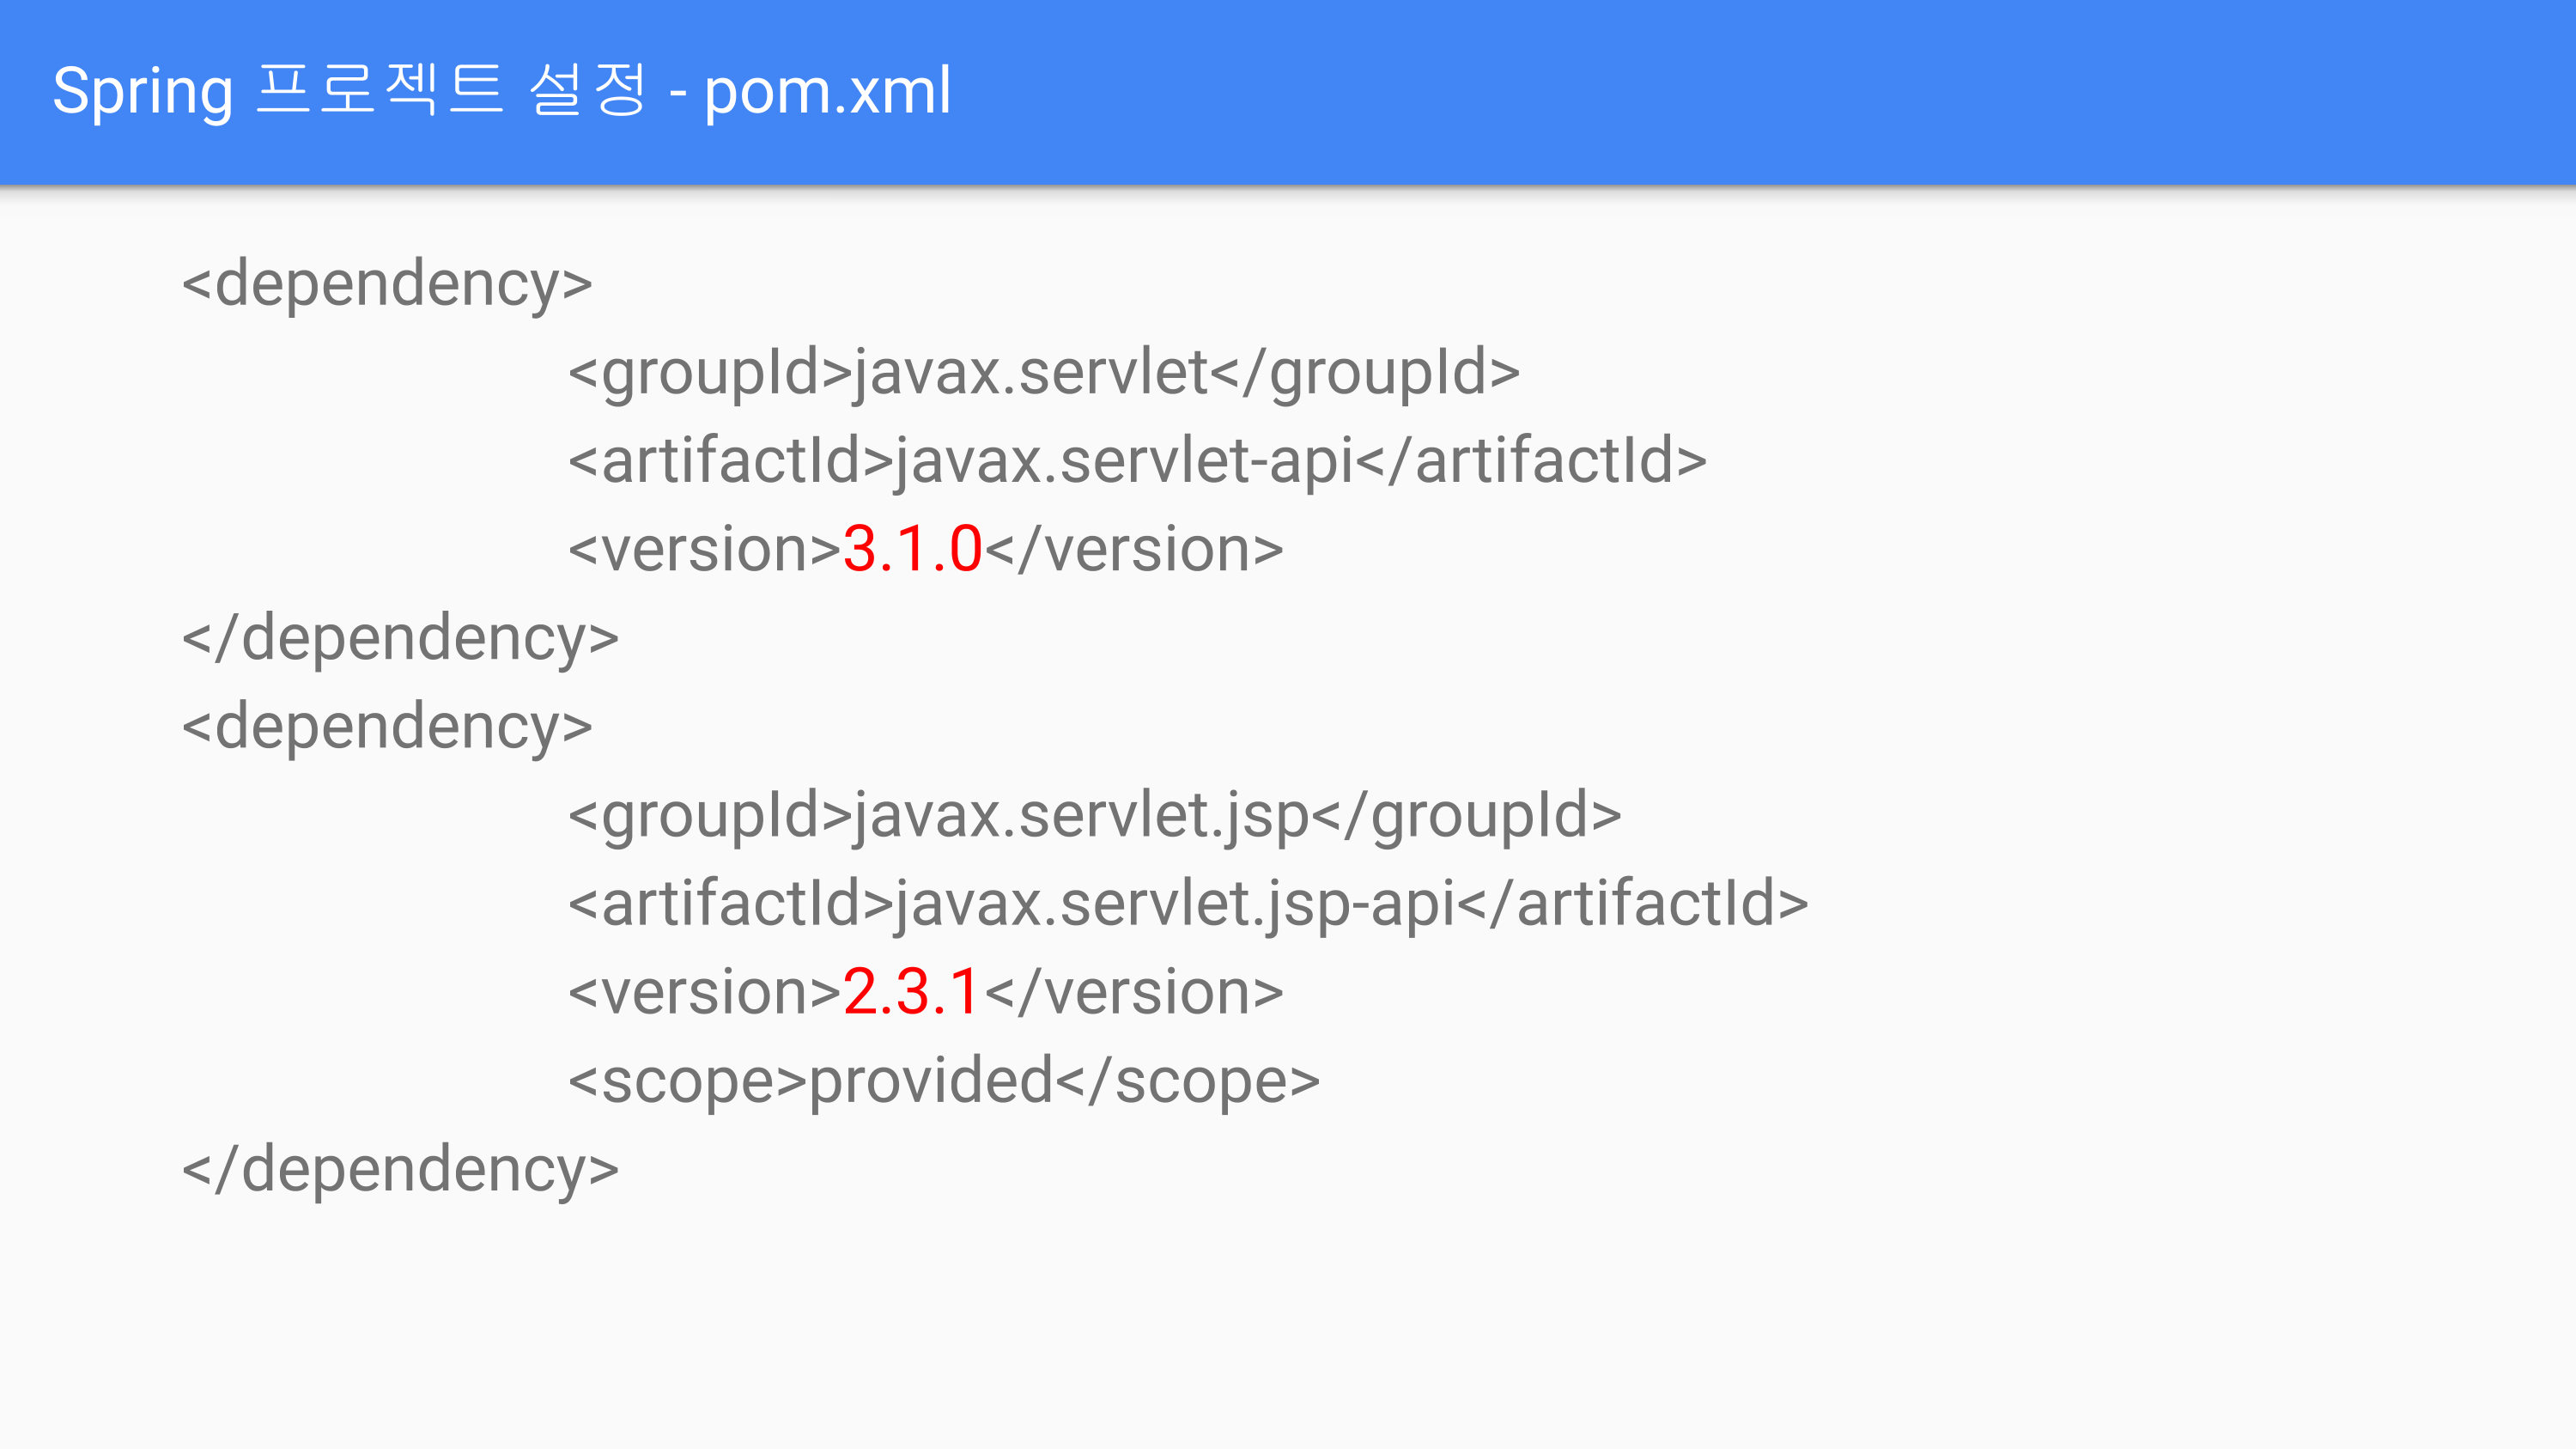 Spring 프로젝트 설정 - pom.xml
<dependency>
<groupId>javax.servlet</groupId>
<artifactId>javax.servlet-api</artifactId>
<version>3.1.0</version>
</dependency>
<dependency>
<groupId>javax.servlet.jsp</groupId>
<artifactId>javax.servlet.jsp-api</artifactId>
<version>2.3.1</version>
<scope>provided</scope>
</dependency>